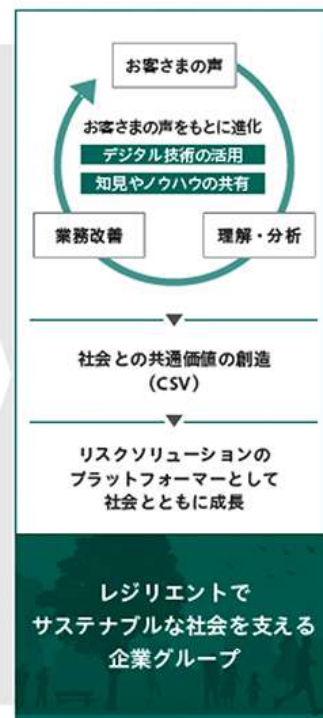 お客さまの声
お客さまの声をもとに進化
デジタル技術の活用
知見やノウハウの共有
業務改善
理解・分析
社会との共通価値の創造
（CSV）
リスクソリューションの
プラットフォーマーとして
社会とともに成長
レジリエントで
サステナブルな社会を支える
企業グループ